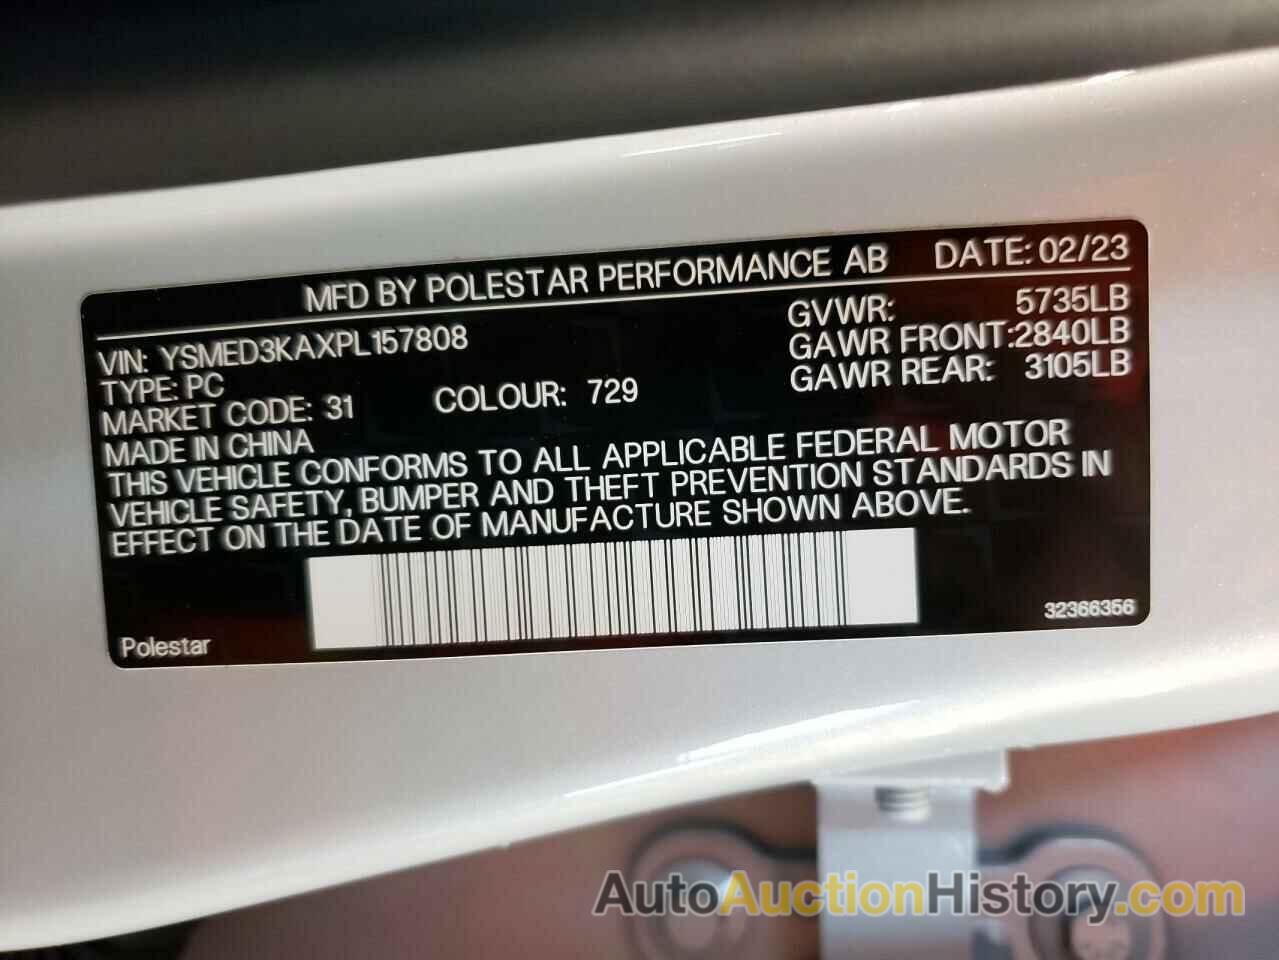 MFD BY POLESTAR PERFORMANCE AB DATE: 02/23
VIN: YSMED3KAXPL157808 GVWR: 5735LB
TYPE: PC GAWR FRONT: 2840LB
MARKET CODE: 31 COLOUR: 729 GAWR REAR: 3105LB
MADE IN CHINA
THIS VEHICLE CONFORMS TO ALL APPLICABLE FEDERAL MOTOR
VEHICLE SAFETY, BUMPER AND THEFT PREVENTION STANDARDS IN
EFFECT ON THE DATE OF MANUFACTURE SHOWN ABOVE.
Polestar 32366356
AutoAuctionHistory.com